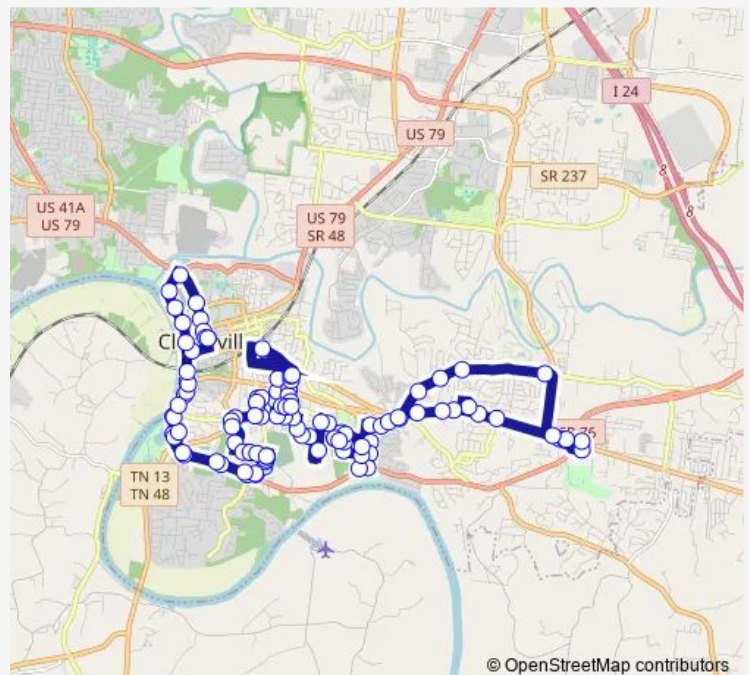 I 24
US 79
8
SR 237
8
US 41A
US 79
US 79
SR 48
TN 13
TN 48
© OpenStreetMap contributors